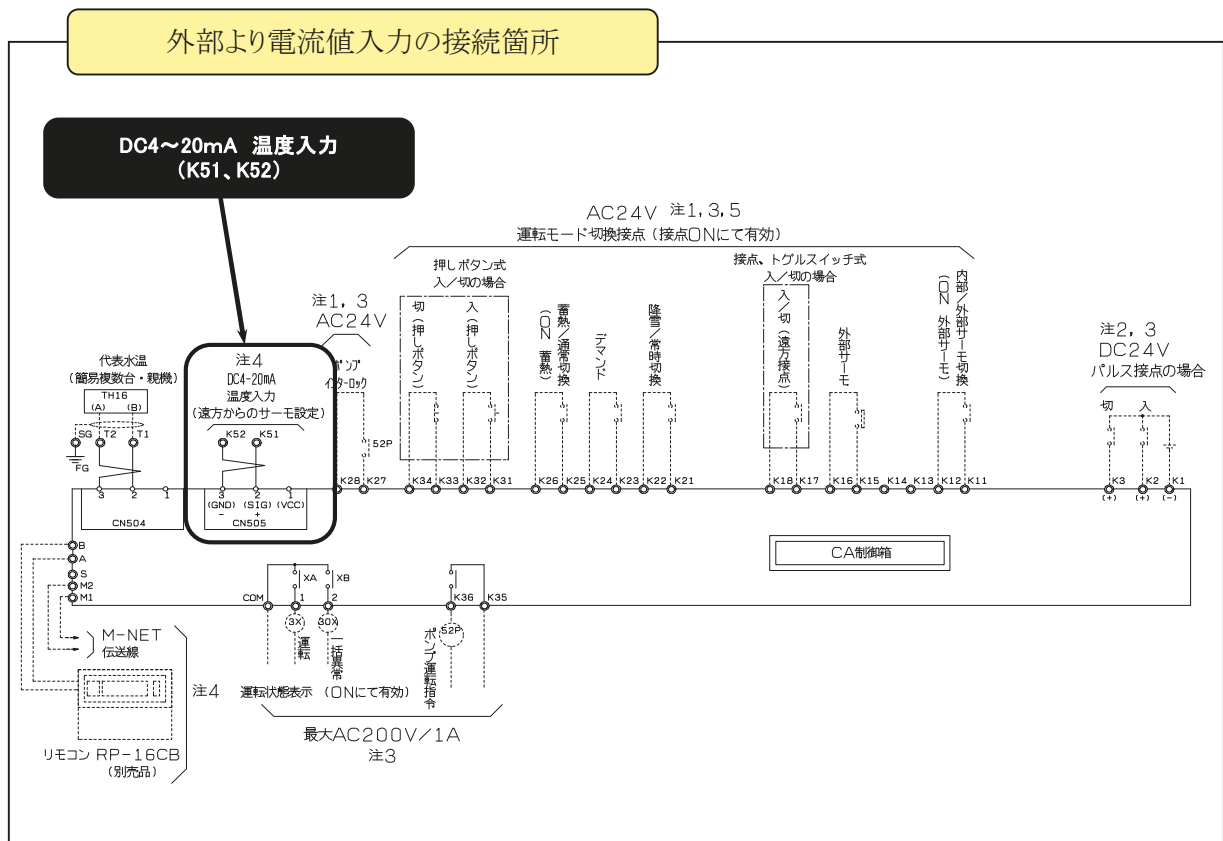 外部より電流値入力の接続箇所
DC4～20mA 温度入力
(K51、K52)
AC24V 注1,3,5
運転モード切換接点(接点ONにて有効)
押しボタン式
入/切の場合
切(押しボタン)
入(押しボタン)
蓄熱/通常切換
(ON 蓄熱)
デマンド
降雪/常時切換
接点、トグルスイッチ式
入/切の場合
入/切(遠方接点)
外部サーモ
内部/外部サーモ切換
(ON 外部サーモ)
注1,3
AC24V
ポンプ
インターロック
52P
注2,3
DC24V
パルス接点の場合
切 入
代表水温
(簡易複数台・親機)
TH16
(A) (B)
SG T2 T1
FG
3 2 1
CN504
注4
DC4-20mA
温度入力
(遠方からのサーモ設定)
K52 K51
3 2 1
(GND) (SIG) (VCC)
- +
CN505
K28 K27 K34 K33 K32 K31 K26 K25 K24 K23 K22 K21 K18 K17 K16 K15 K14 K13 K12 K11 K3 K2 K1
(+) (+) (-)
CA制御箱
B
A
S
M2
M1
XA XB
COM 1 2 K36 K35
3X 30X 52P
運転
一括異常
ポンプ運転指令
運転状態表示 (ONにて有効)
最大AC200V/1A
注3
M-NET
伝送線
注4
リモコン RP-16CB
(別売品)